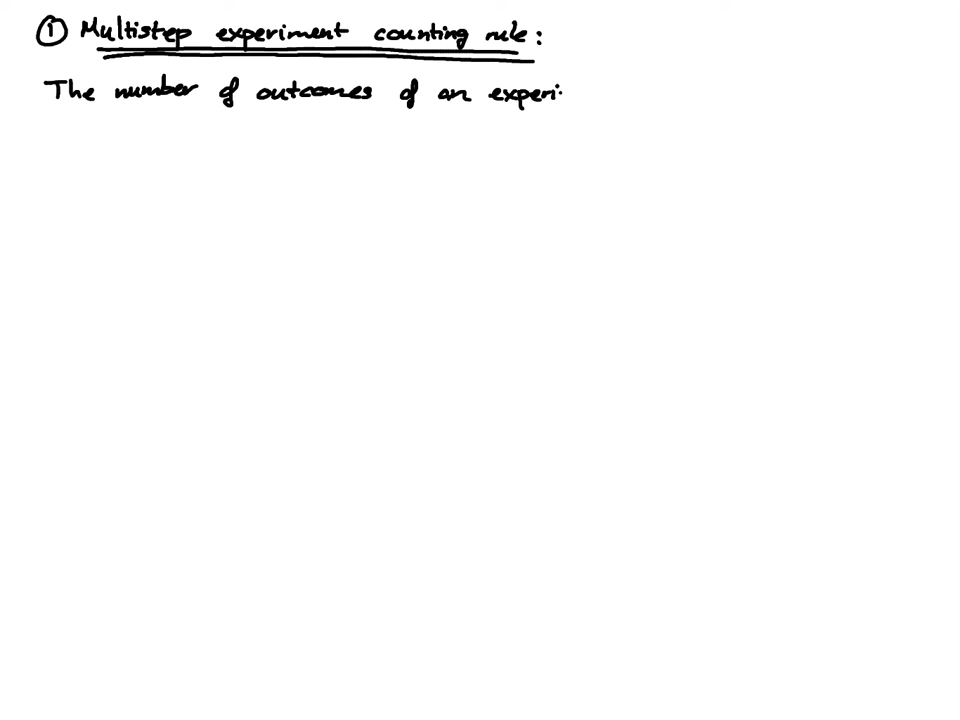 ① Multistep experiment counting rule:
The number of outcomes of an experi